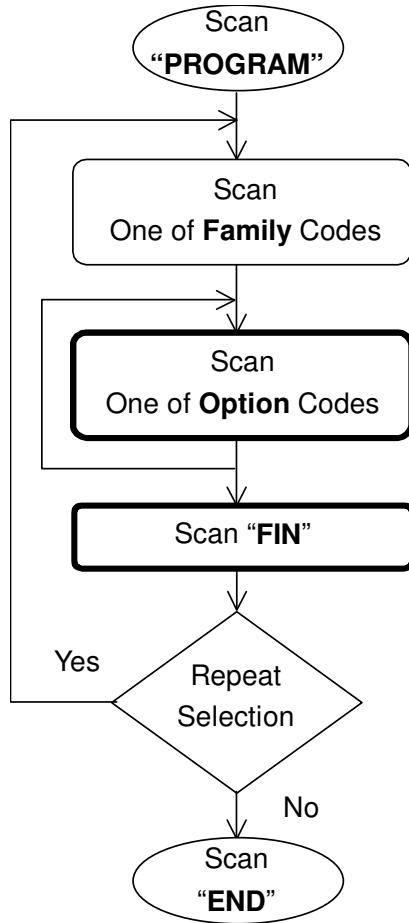 Scan
“PROGRAM”
Scan
One of Family Codes
Scan
One of Option Codes
Scan “FIN”
Yes
Repeat
Selection
No
Scan
“END”